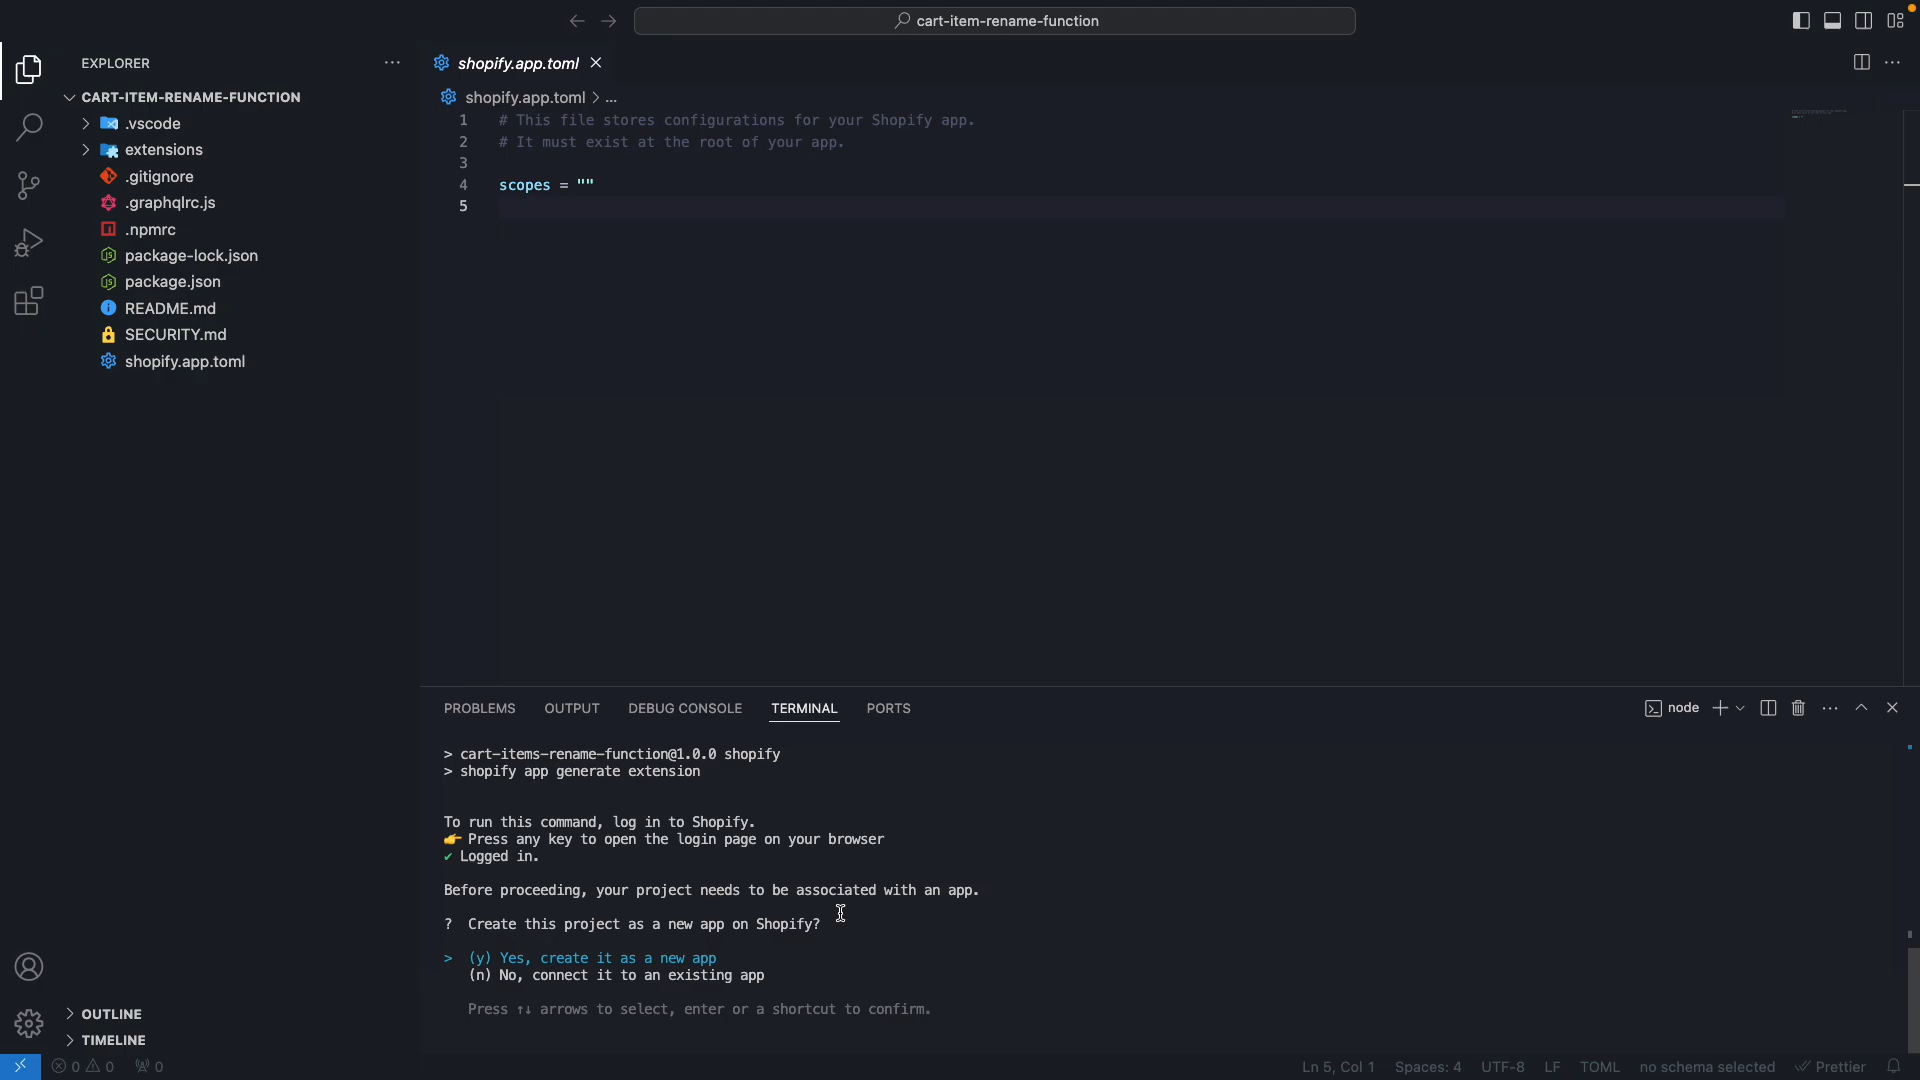 cart-item-rename-function
EXPLORER
CART-ITEM-RENAME-FUNCTION
.vscode
extensions
.gitignore
.graphqlrc.js
.npmrc
package-lock.json
package.json
README.md
SECURITY.md
shopify.app.toml
OUTLINE
TIMELINE
shopify.app.toml
shopify.app.toml > ...
1 # This file stores configurations for your Shopify app.
2 # It must exist at the root of your app.
3
4 scopes = ""
5
PROBLEMS OUTPUT DEBUG CONSOLE TERMINAL PORTS
node
> cart-items-rename-function@1.0.0 shopify
> shopify app generate extension
To run this command, log in to Shopify.
👉 Press any key to open the login page on your browser
✔ Logged in.
Before proceeding, your project needs to be associated with an app.
? Create this project as a new app on Shopify?
> (y) Yes, create it as a new app
(n) No, connect it to an existing app
Press ↑↓ arrows to select, enter or a shortcut to confirm.
0 0 0
Ln 5, Col 1 Spaces: 4 UTF-8 LF TOML no schema selected Prettier